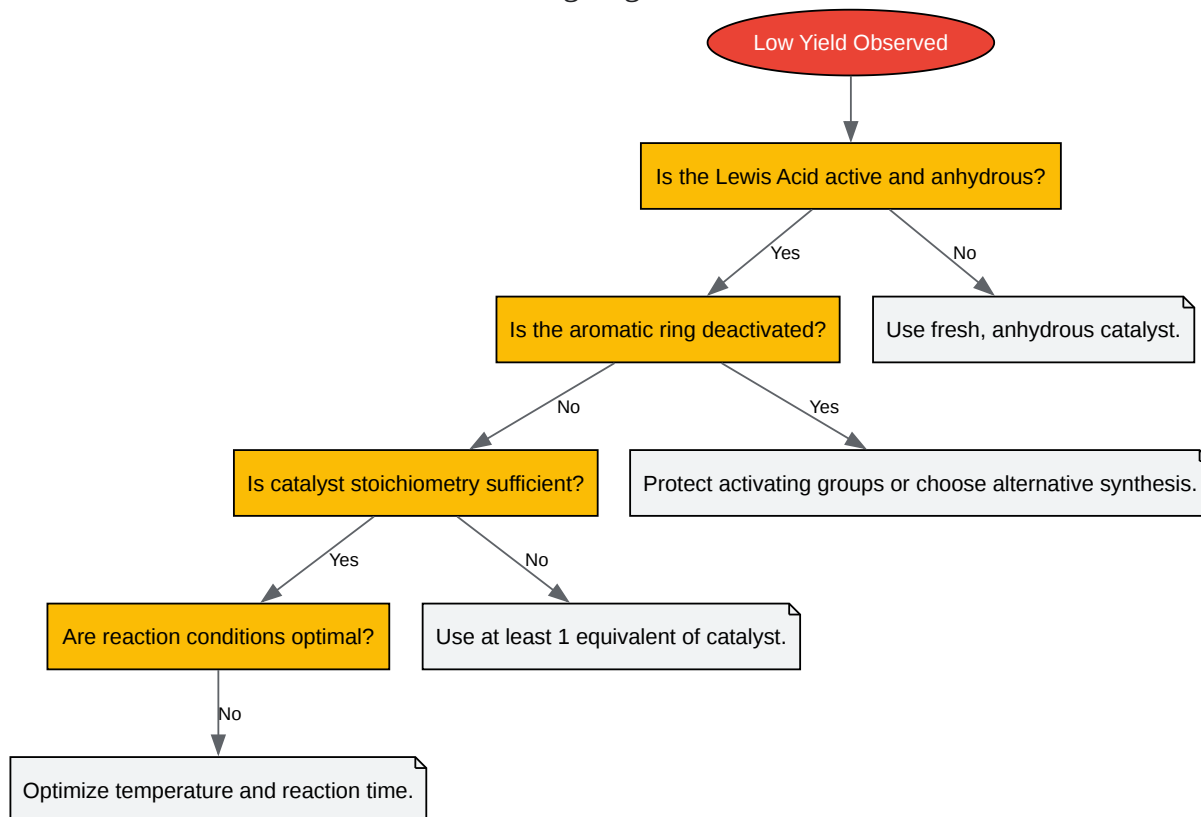 Low Yield Observed
Is the Lewis Acid active and anhydrous?
Yes
No
Is the aromatic ring deactivated?
Use fresh, anhydrous catalyst.
No
Yes
Is catalyst stoichiometry sufficient?
Protect activating groups or choose alternative synthesis.
Yes
No
Are reaction conditions optimal?
Use at least 1 equivalent of catalyst.
No
Optimize temperature and reaction time.